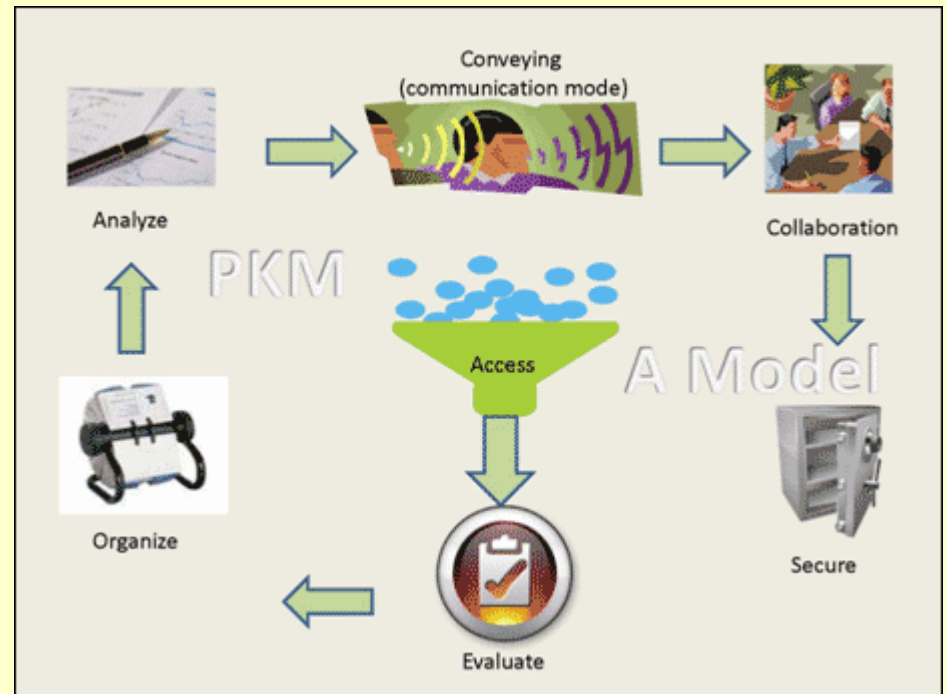 Conveying
(communication mode)
Analyze
Collaboration
PKM
Access
A Model
Organize
Secure
Evaluate